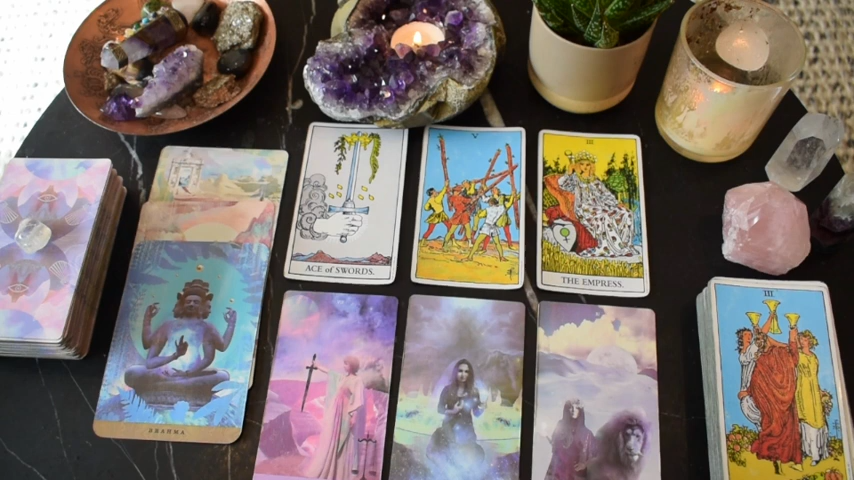 V
III
III
ACE of SWORDS.
THE EMPRESS.
BRAHMA